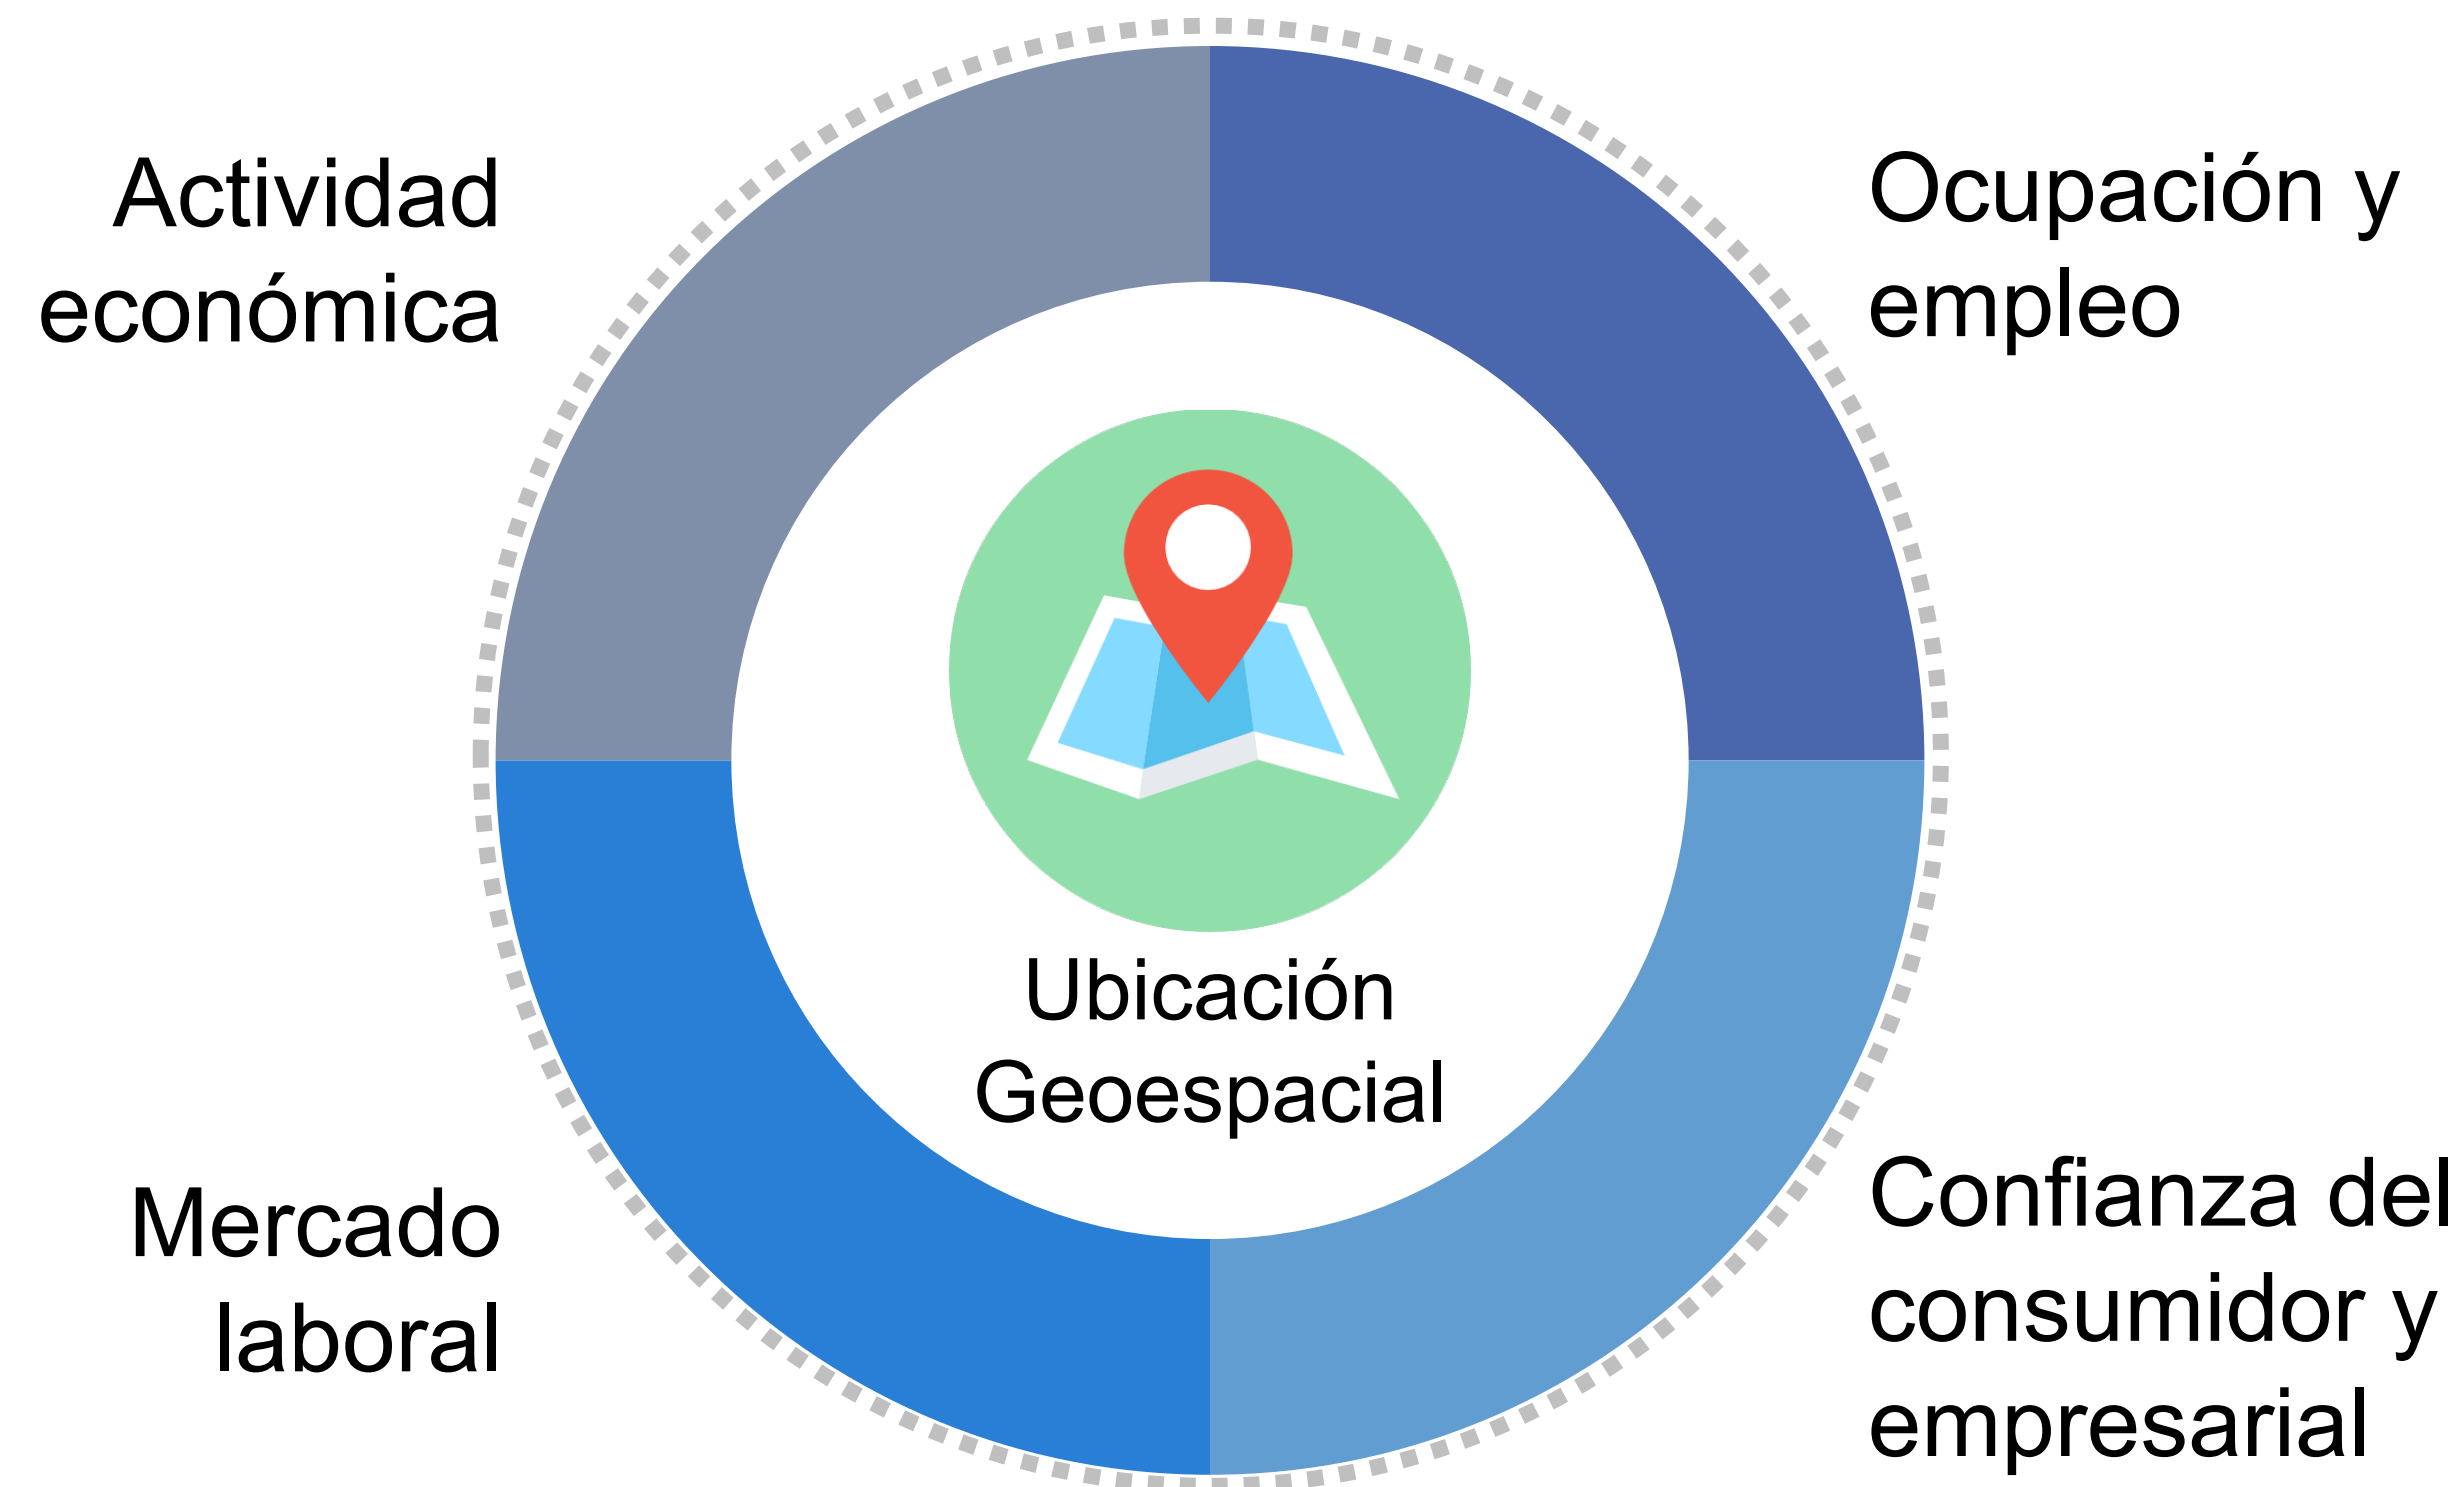 Actividad
económica
Ocupación y
empleo
Ubicación
Geoespacial
Mercado
laboral
Confianza del
consumidor y
empresarial